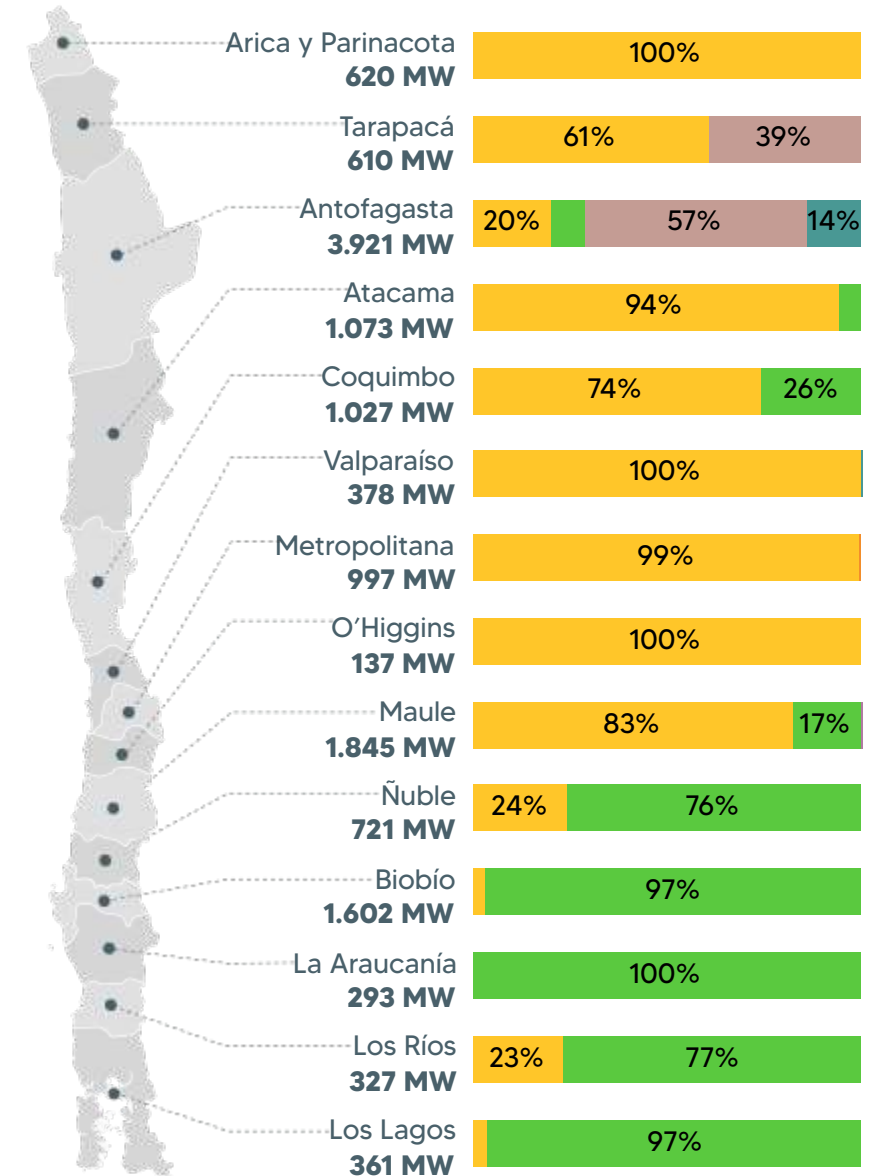 Arica y Parinacota
620 MW
100%
Tarapacá
610 MW
61% 39%
Antofagasta
3.921 MW
20% 57% 14%
Atacama
1.073 MW
94%
Coquimbo
1.027 MW
74% 26%
Valparaíso
378 MW
100%
Metropolitana
997 MW
99%
O'Higgins
137 MW
100%
Maule
1.845 MW
83% 17%
Ñuble
721 MW
24% 76%
Biobío
1.602 MW
97%
La Araucanía
293 MW
100%
Los Ríos
327 MW
23% 77%
Los Lagos
361 MW
97%